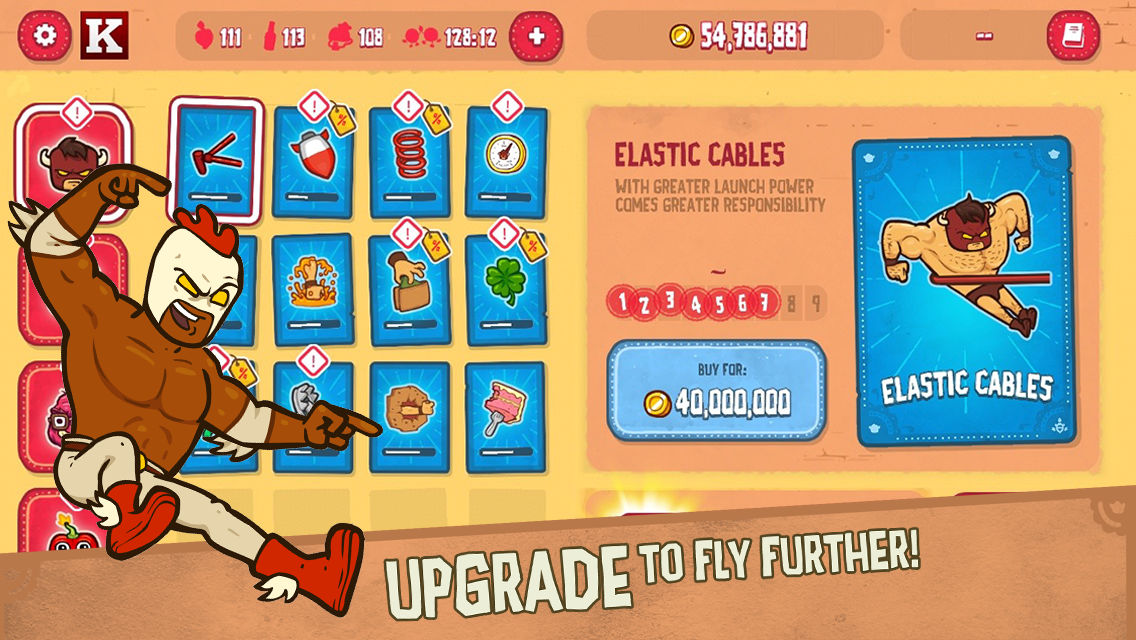 K
111
113
108
128:12
54,786,881
--
!
!
%
!
%
!
ELASTIC CABLES
WITH GREATER LAUNCH POWER
COMES GREATER RESPONSIBILITY
!
%
!
%
1 2 3 4 5 6 7 8 9
BUY FOR:
40,000,000
ELASTIC CABLES
%
!
UPGRADE TO FLY FURTHER!